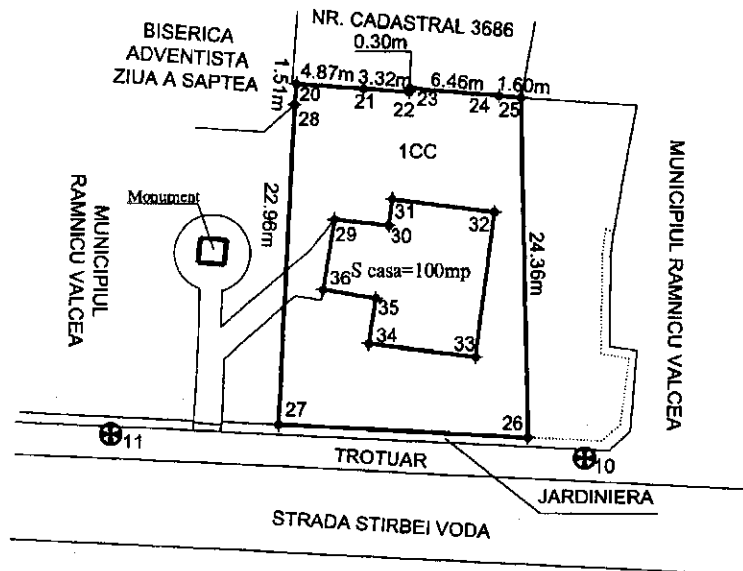 NR. CADASTRAL 3686
BISERICA
ADVENTISTA
ZIUA A SAPTEA
0.30m
1.51m
4.87m
3.32m
6.46m
1.60m
20
21
22
23
24
25
28
1CC
MUNICIPIUL
RAMNICU VALCEA
Monument
22.98m
29
30
31
32
24.36m
MUNICIPIUL RAMNICU VALCEA
S casa=100mp
36
35
34
33
27
26
11
10
TROTUAR
JARDINIERA
STRADA STIRBEI VODA